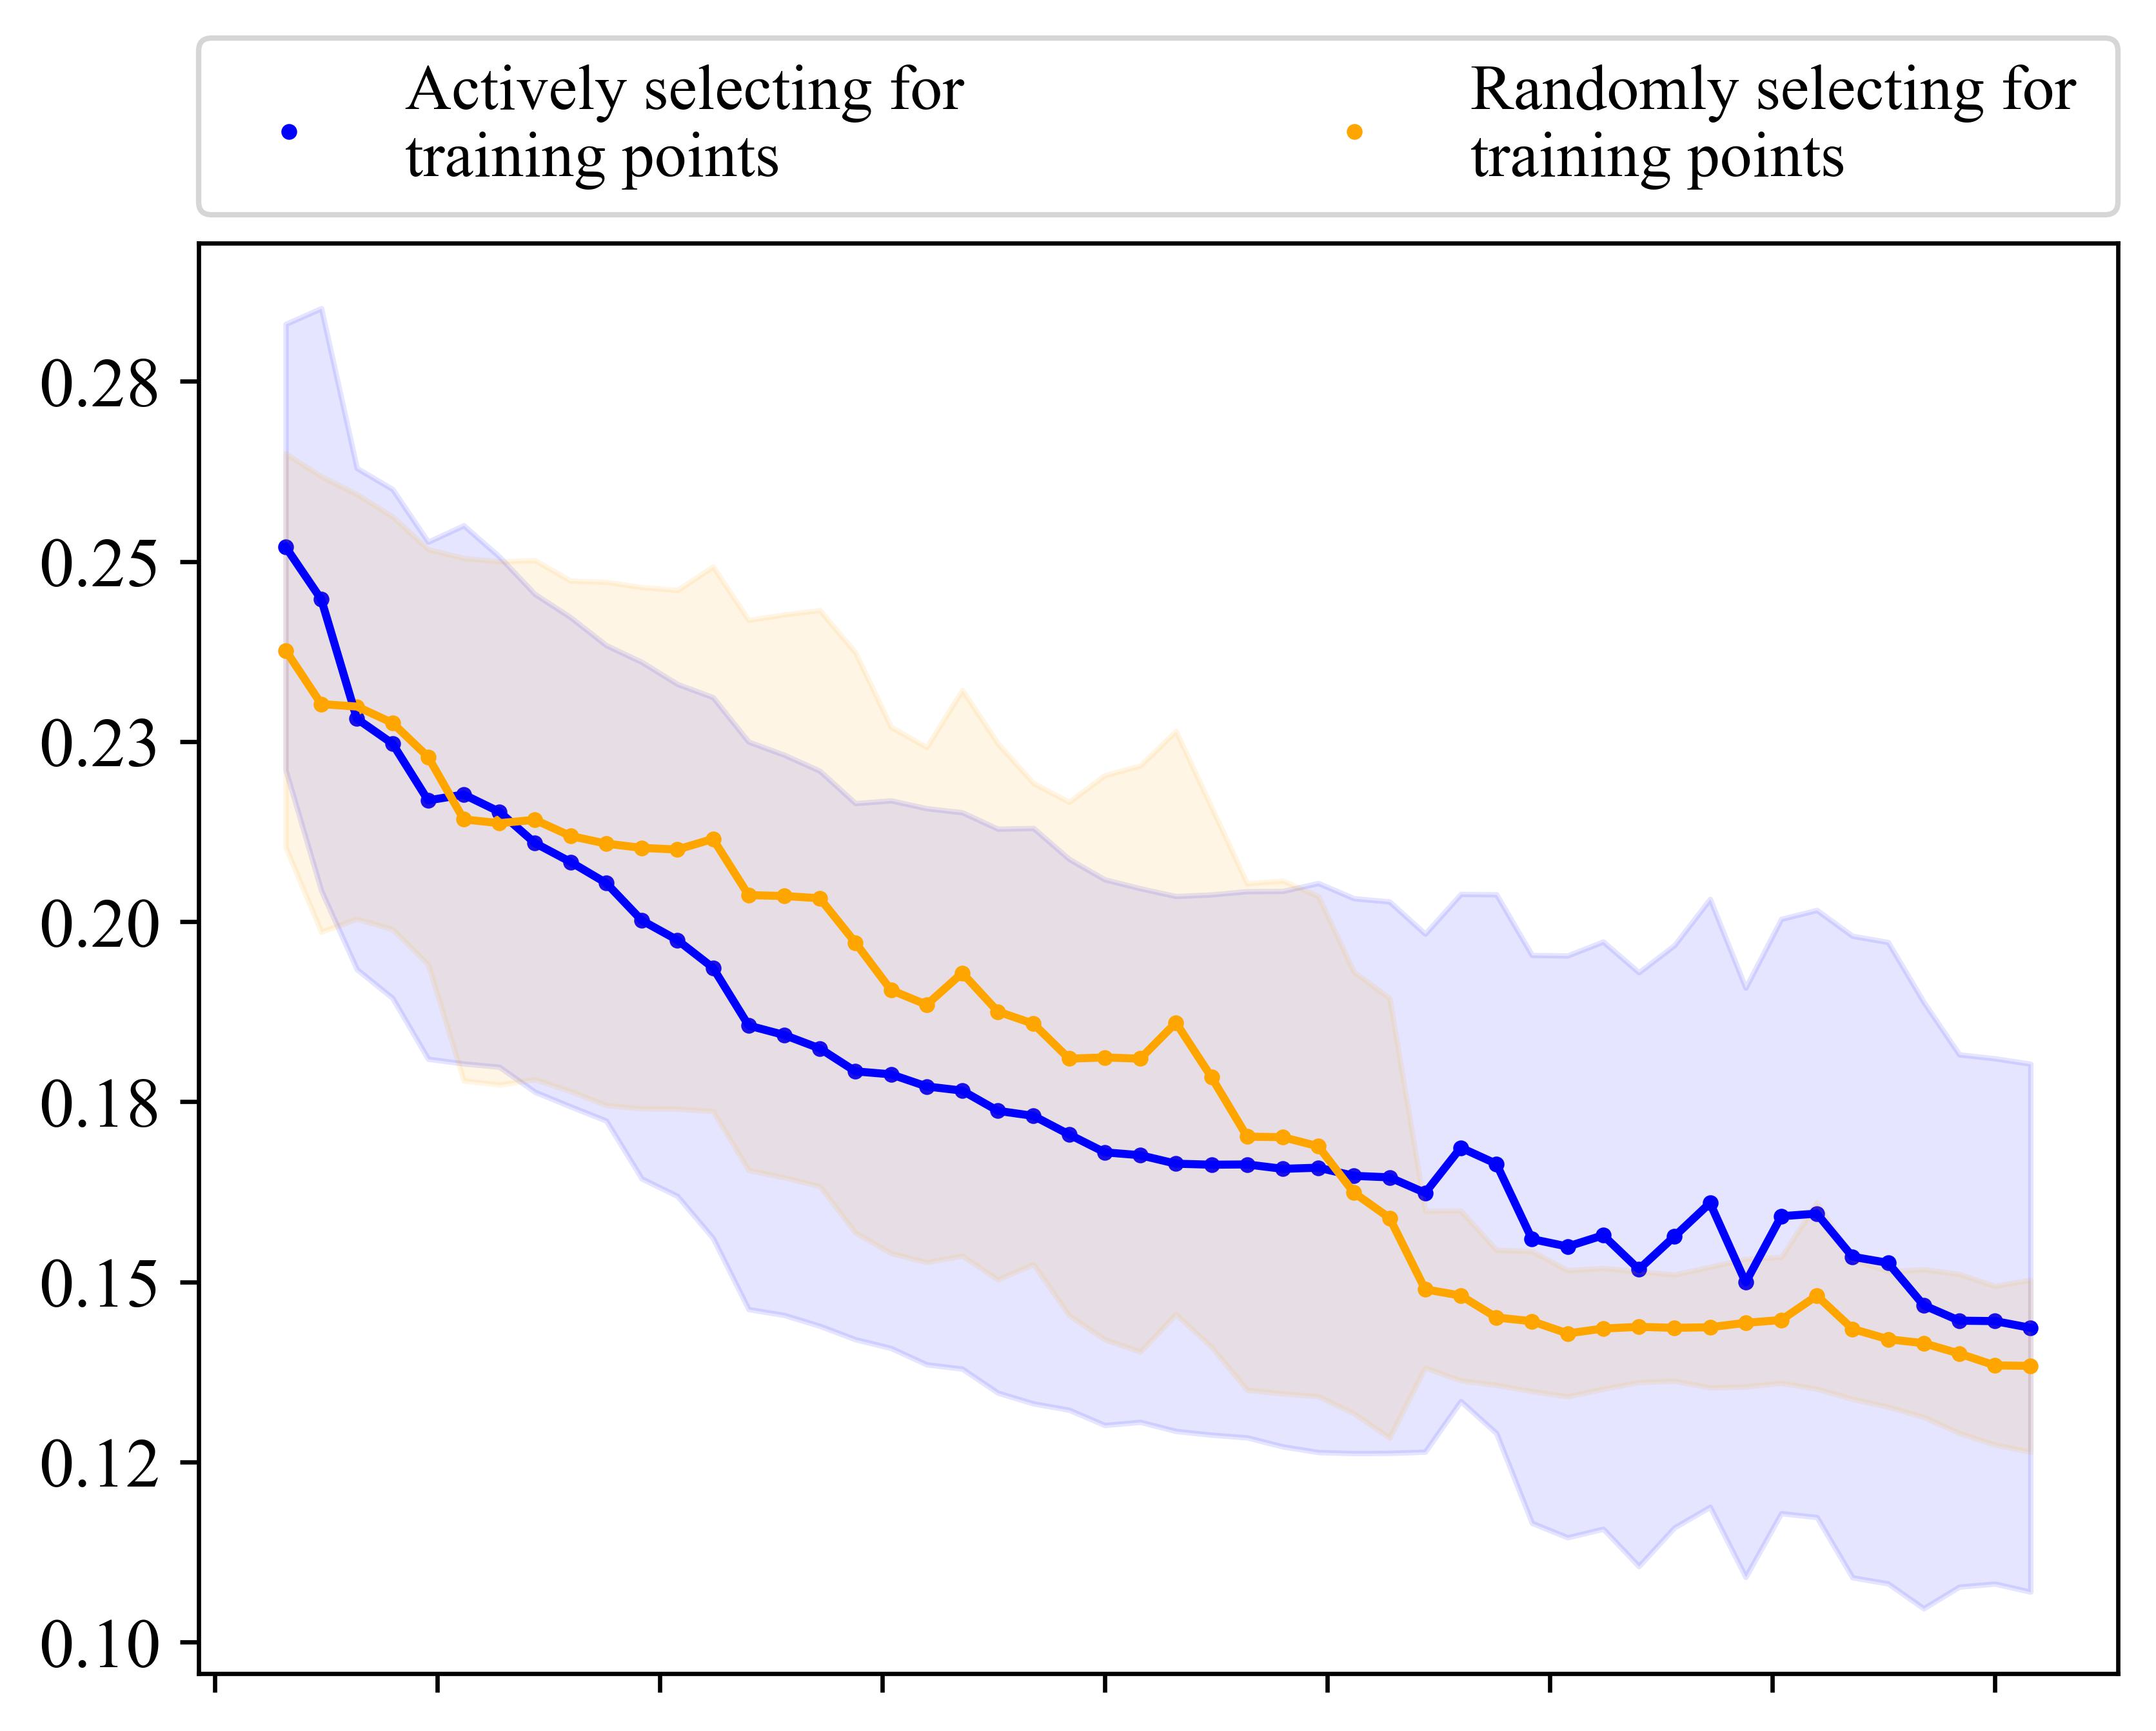 Actively selecting for
training points
Randomly selecting for
training points
0.28
0.25
0.23
0.20
0.18
0.15
0.12
0.10